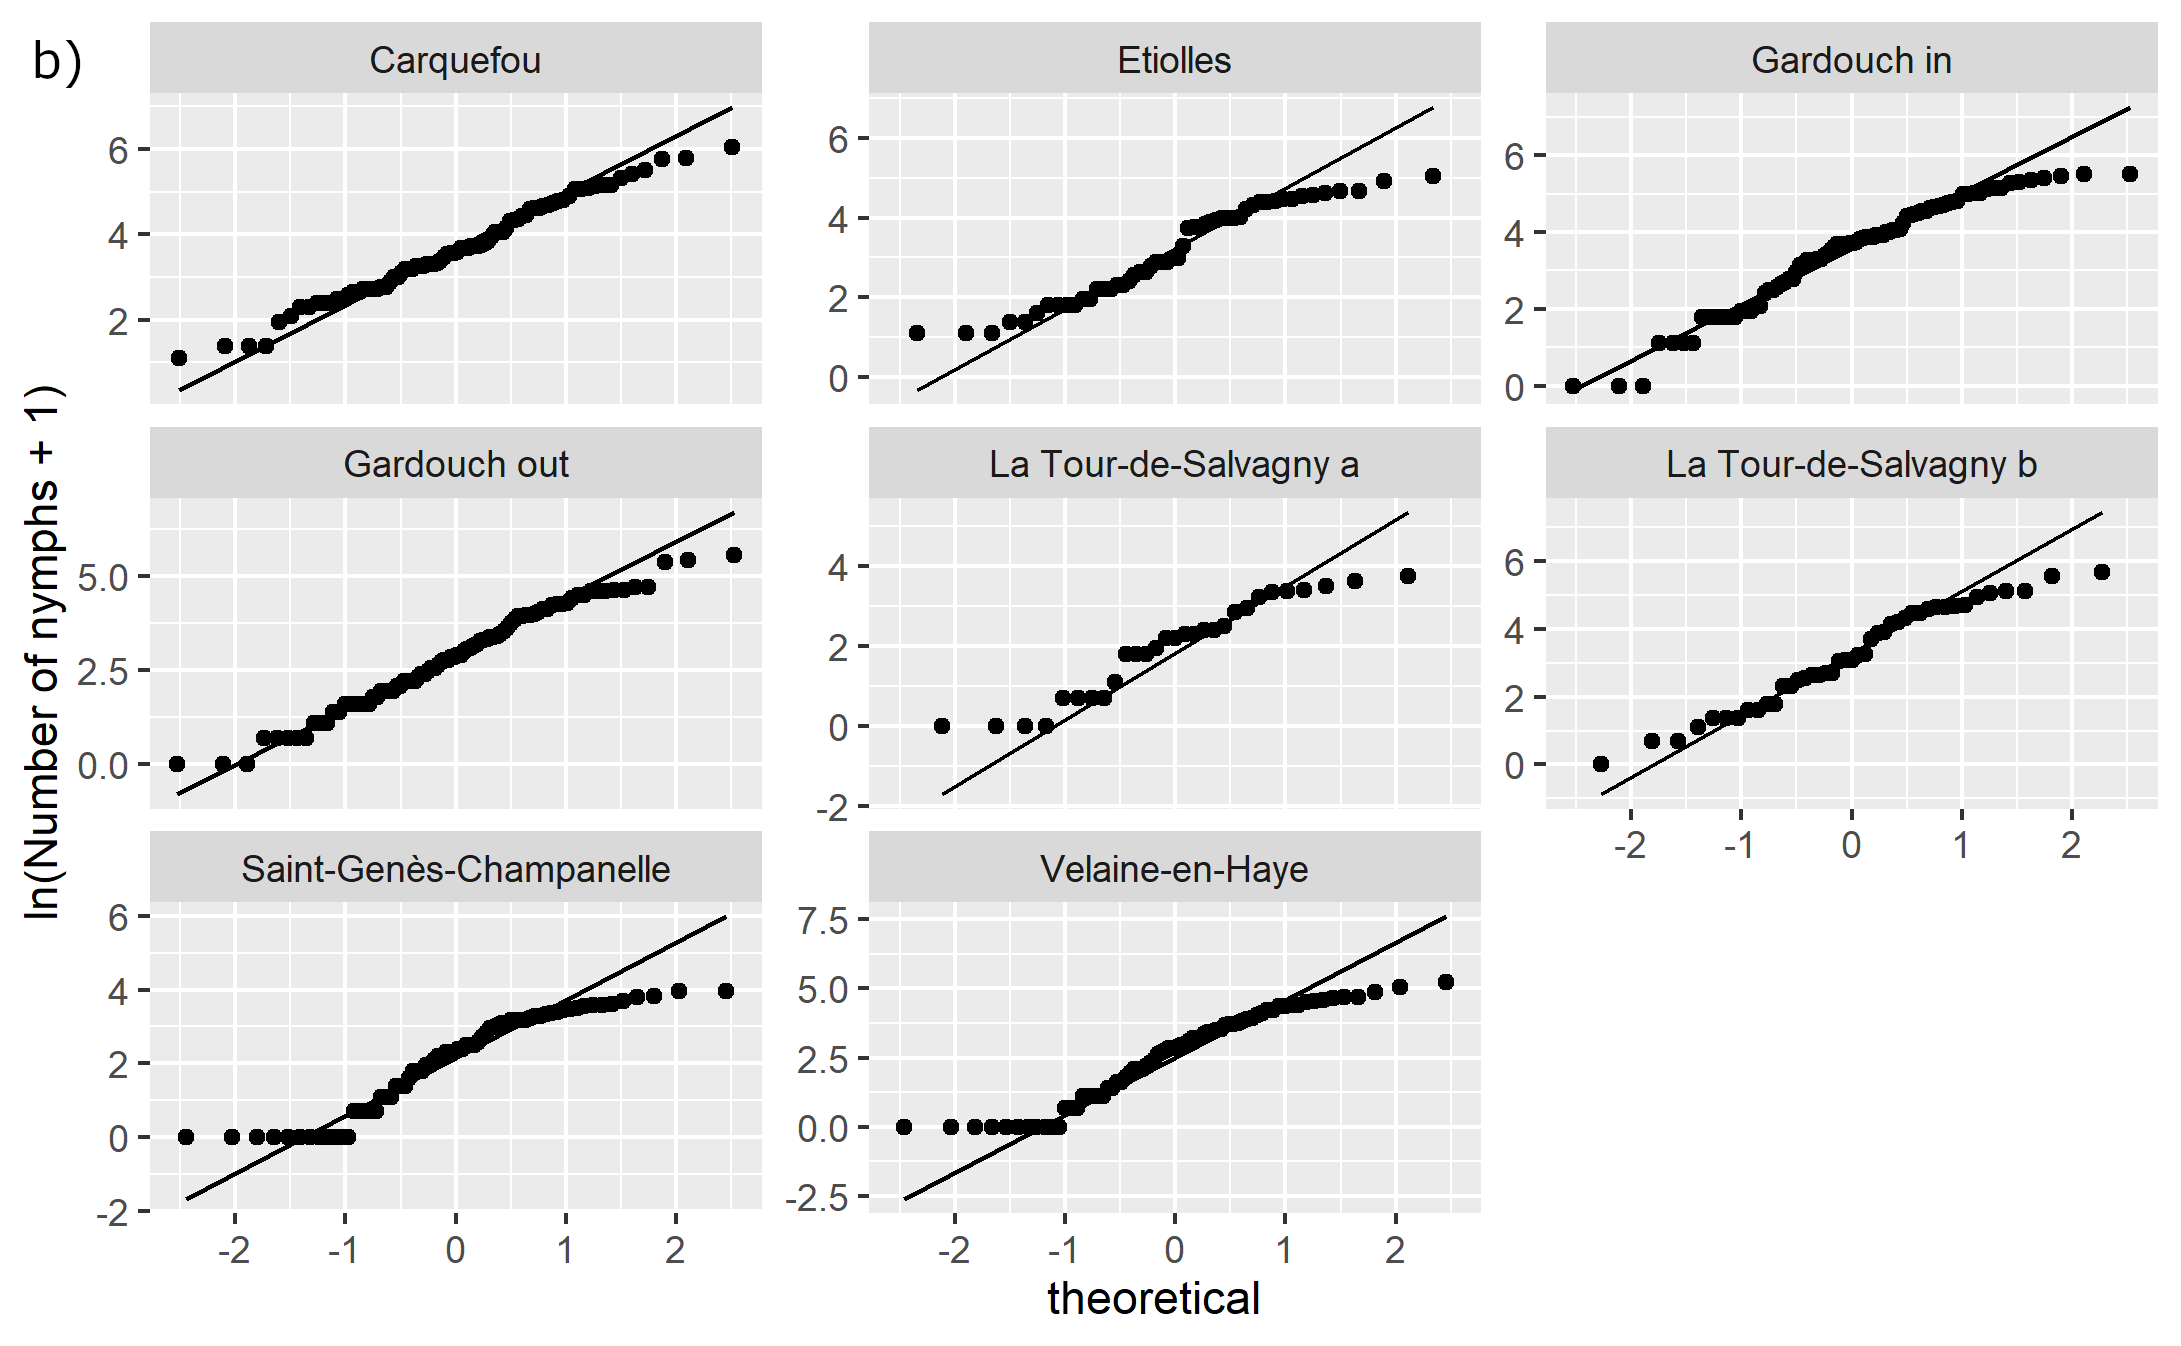 b)
Carquefou
Etiolles
Gardouch in
6
4
2
6
4
2
0
6
4
2
0
Gardouch out
La Tour-de-Salvagny a
La Tour-de-Salvagny b
5.0
2.5
0.0
4
2
0
-2
6
4
2
0
-2 -1 0 1 2
Saint-Genès-Champanelle
Velaine-en-Haye
6
4
2
0
-2
7.5
5.0
2.5
0.0
-2.5
-2 -1 0 1 2
-2 -1 0 1 2
ln(Number of nymphs + 1)
theoretical